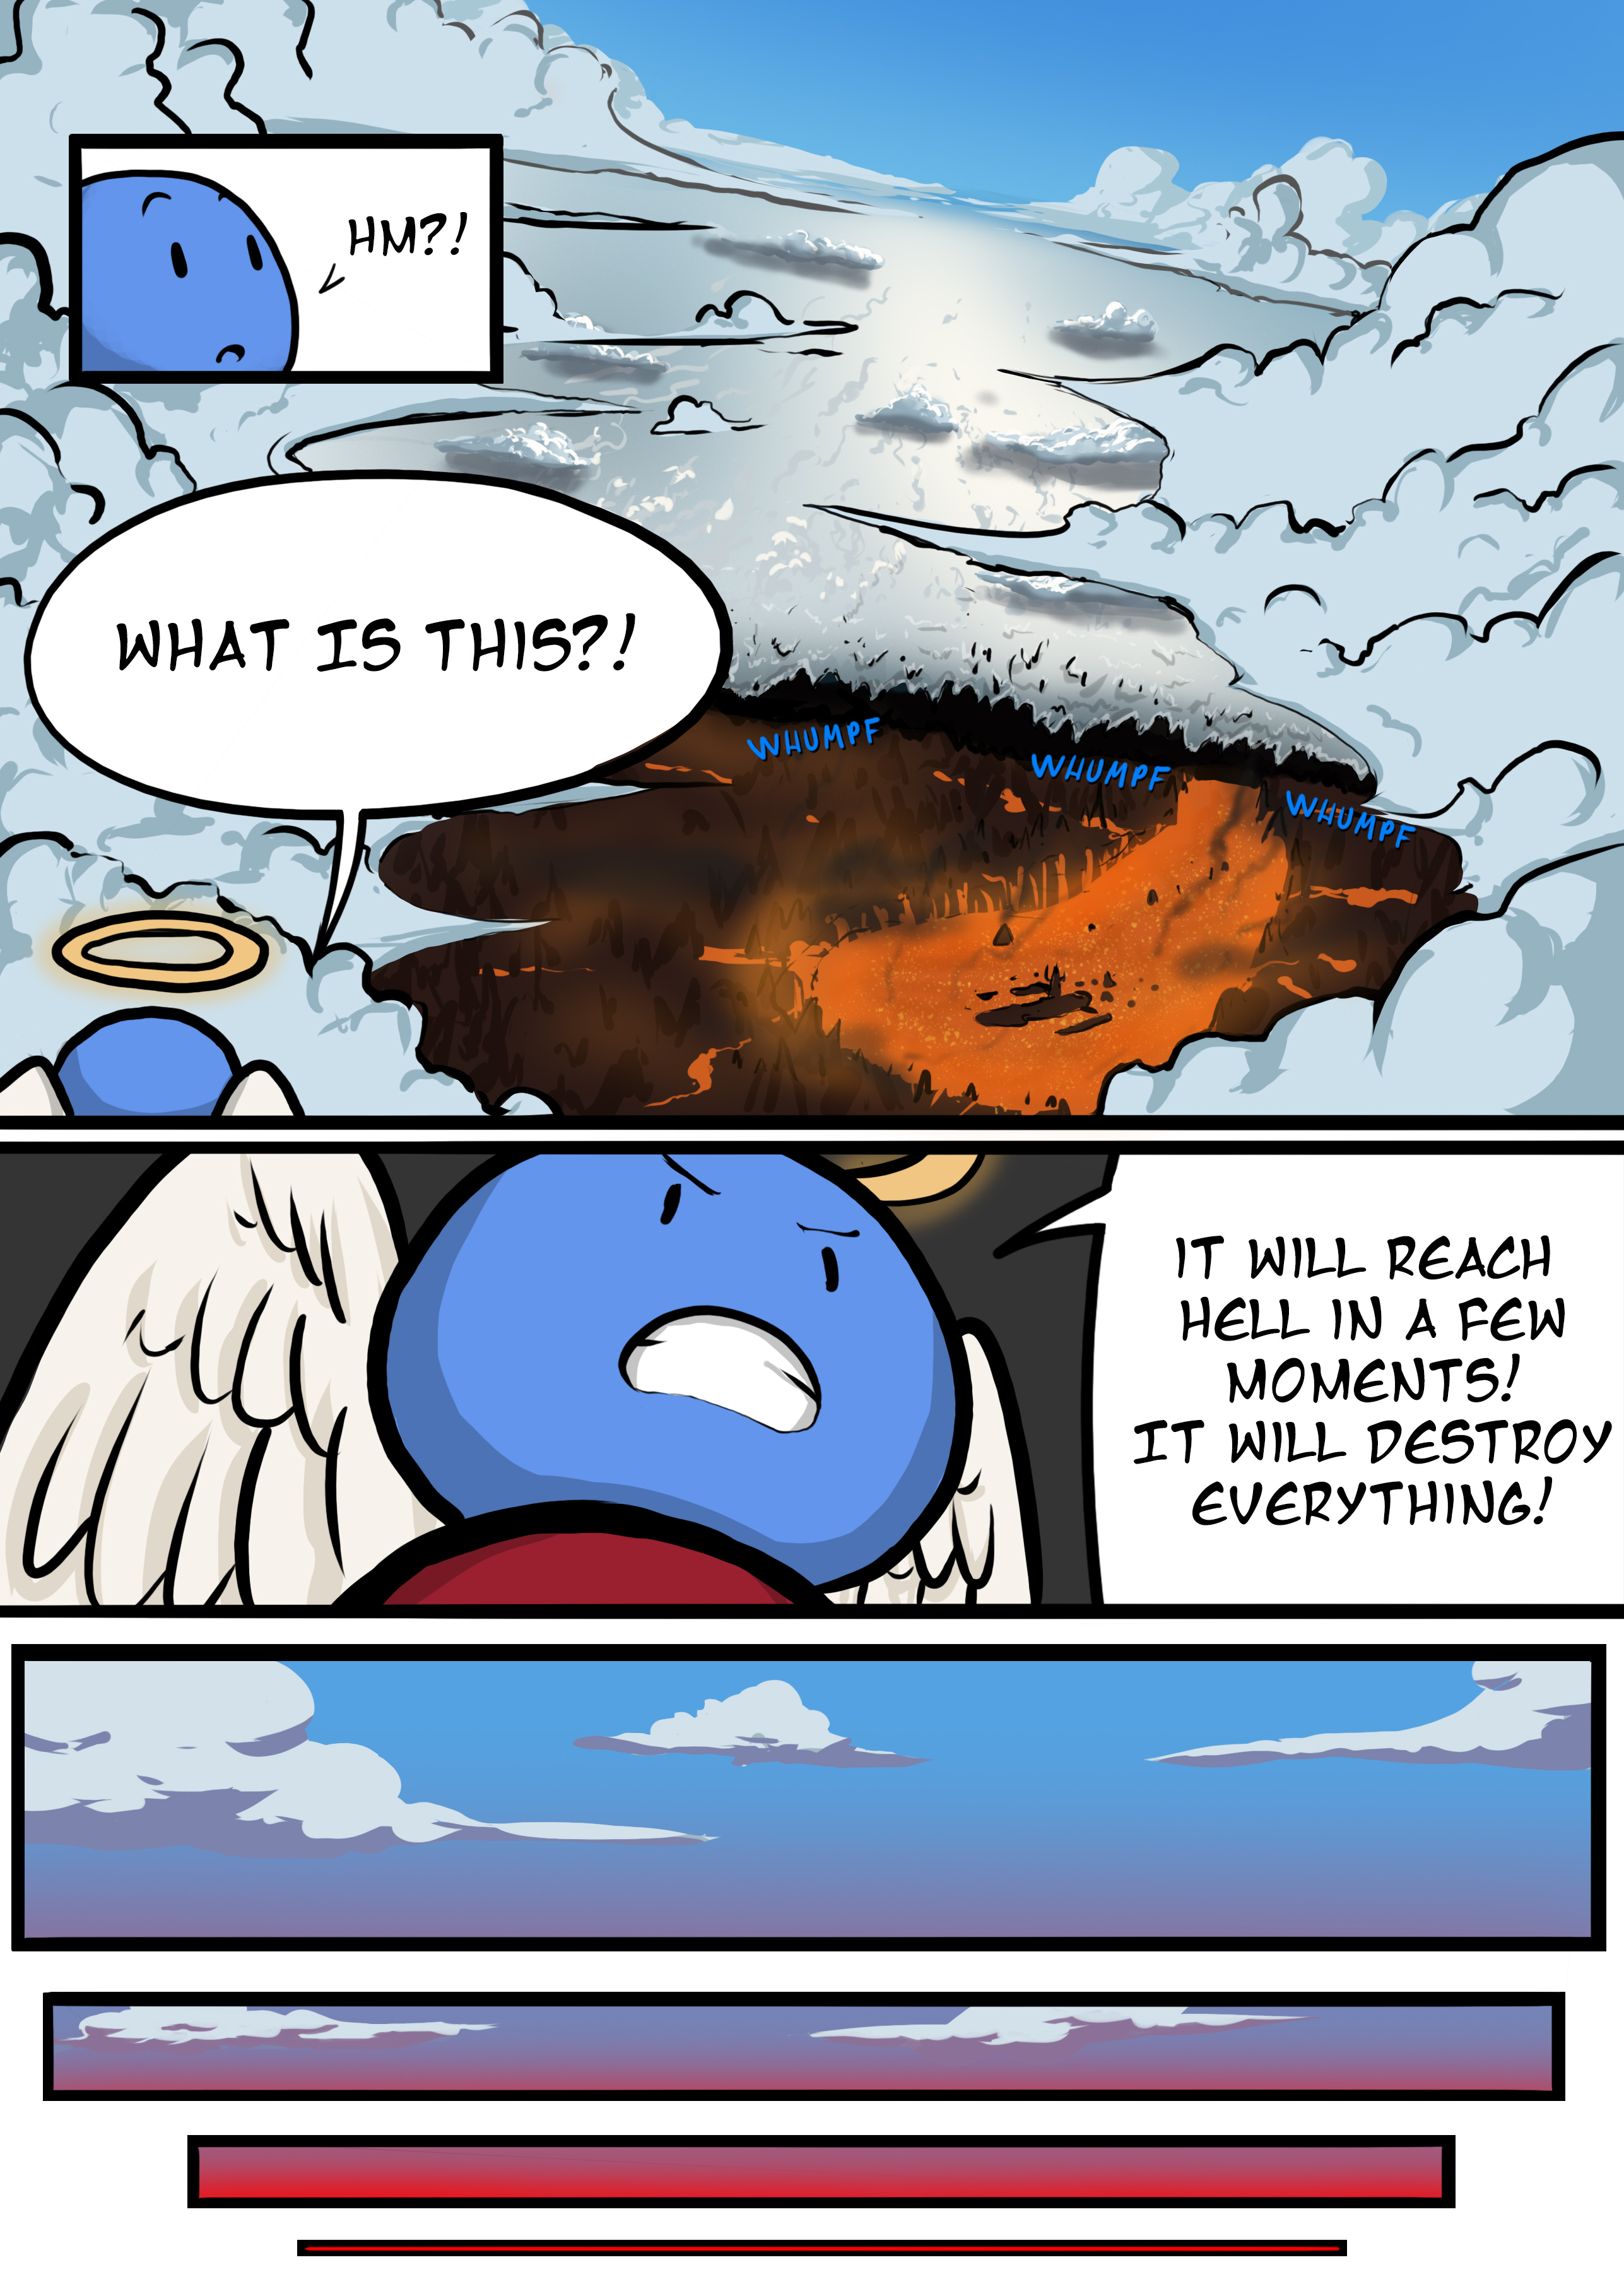 HM?!
WHAT IS THIS?!
WHUMPF
WHUMPF
WHUMPF
IT WILL REACH
HELL IN A FEW
MOMENTS!
IT WILL DESTROY
EVERYTHING!